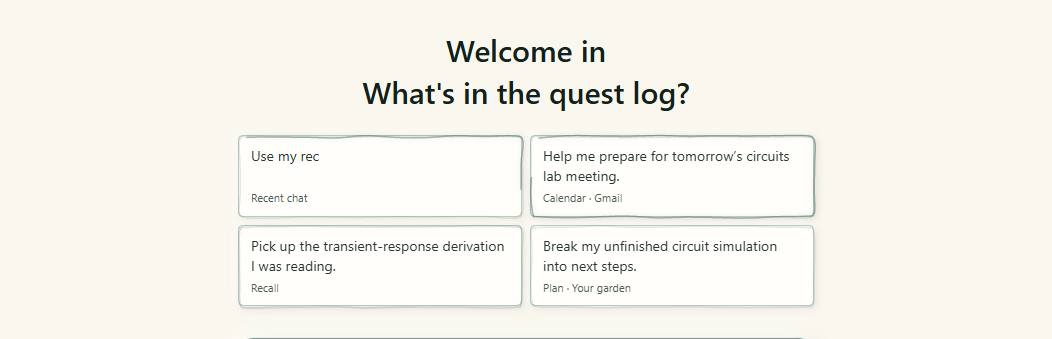 Welcome in
What's in the quest log?
Use my rec
Recent chat
Help me prepare for tomorrow’s circuits
lab meeting.
Calendar · Gmail
Pick up the transient-response derivation
I was reading.
Recall
Break my unfinished circuit simulation
into next steps.
Plan · Your garden